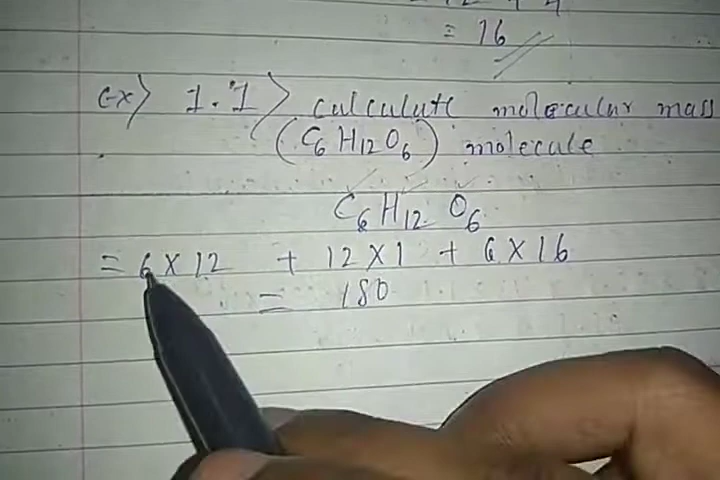 = 16
ex> 1.1> calculate molecular mass
(C6H12O6) molecule
C6H12O6
= 6 X 12 + 12 X 1 + 6 X 16
= 180